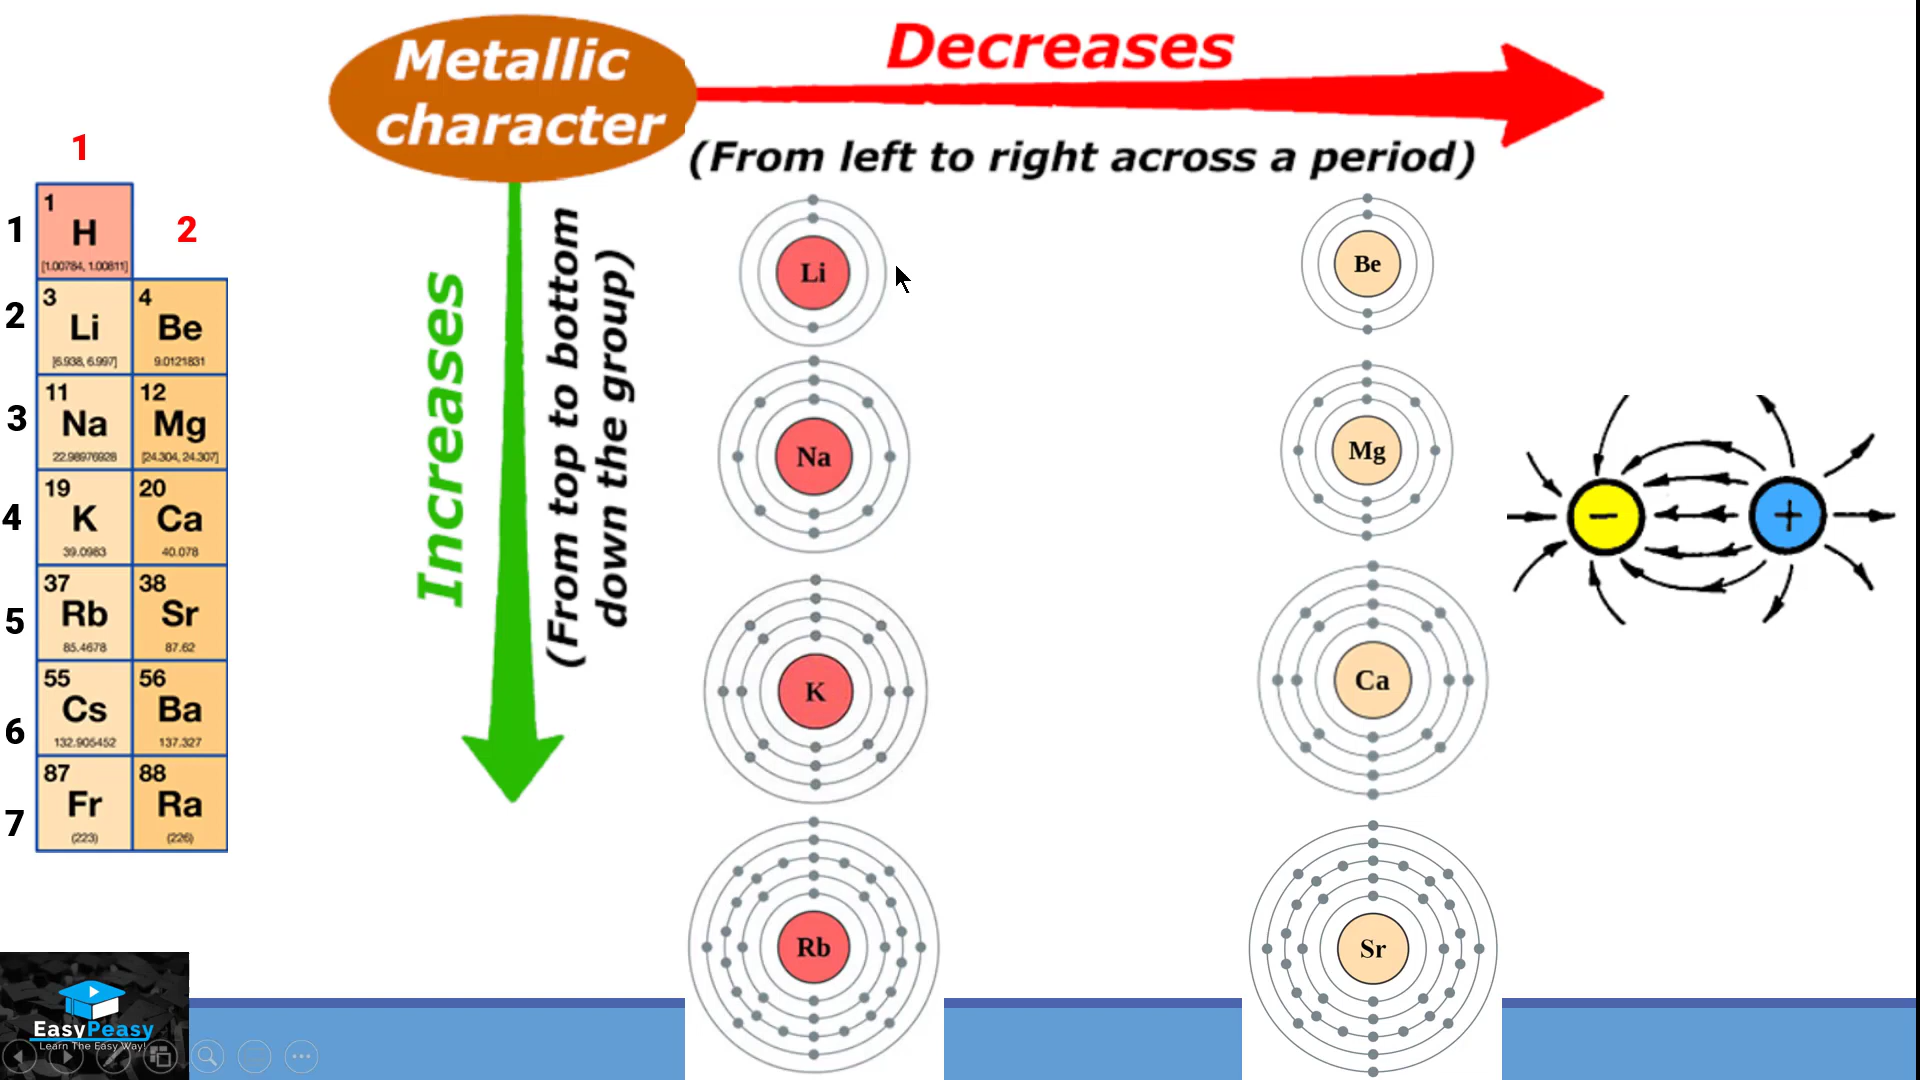 Metallic
character
Decreases
(From left to right across a period)
Increases
(From top to bottom
down the group)
1
2
1
2
3
4
5
6
7
1
H
[1.00784, 1.00811]
3
Li
[6.938, 6.997]
4
Be
9.0121831
11
Na
22.98976928
12
Mg
[24.304, 24.307]
19
K
39.0983
20
Ca
40.078
37
Rb
85.4678
38
Sr
87.62
55
Cs
132.905452
56
Ba
137.327
87
Fr
(223)
88
Ra
(226)
Li
Be
Na
Mg
K
Ca
Rb
Sr
−
+
EasyPeasy
Learn The Easy Way!